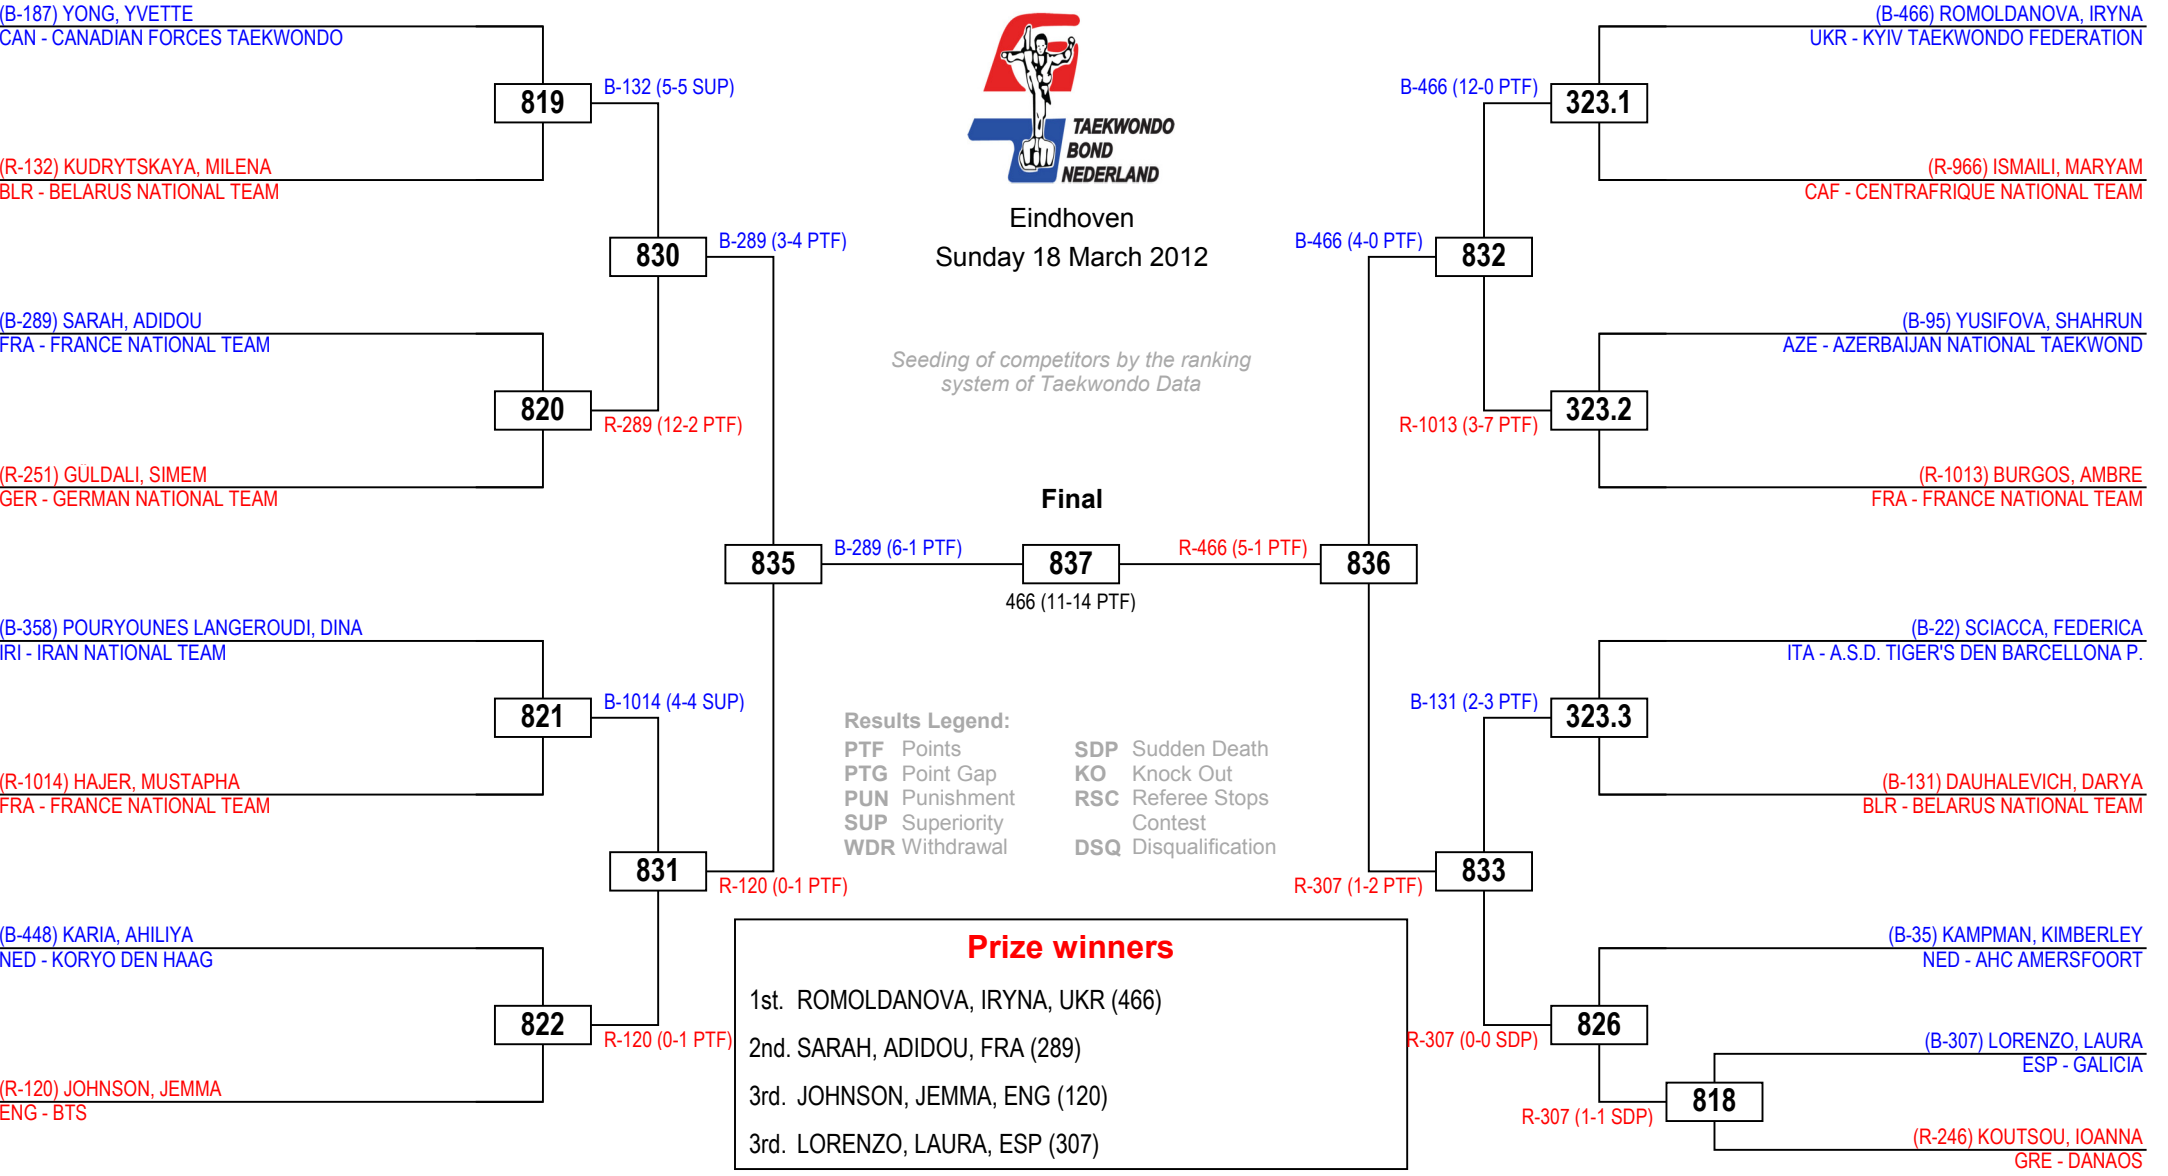 (B-187) YONG, YVETTE
CAN - CANADIAN FORCES TAEKWONDO
819
B-132 (5-5 SUP)
(R-132) KUDRYTSKAYA, MILENA
BLR - BELARUS NATIONAL TEAM
830
B-289 (3-4 PTF)
(B-289) SARAH, ADIDOU
FRA - FRANCE NATIONAL TEAM
820
R-289 (12-2 PTF)
(R-251) GÜLDALI, SIMEM
GER - GERMAN NATIONAL TEAM
835
B-289 (6-1 PTF)
(B-358) POURYOUNES LANGEROUDI, DINA
IRI - IRAN NATIONAL TEAM
821
B-1014 (4-4 SUP)
(R-1014) HAJER, MUSTAPHA
FRA - FRANCE NATIONAL TEAM
831
R-120 (0-1 PTF)
(B-448) KARIA, AHILIYA
NED - KORYO DEN HAAG
822
R-120 (0-1 PTF)
(R-120) JOHNSON, JEMMA
ENG - BTS
TAEKWONDO
BOND
NEDERLAND
Eindhoven
Sunday 18 March 2012
Seeding of competitors by the ranking
system of Taekwondo Data
Final
837
466 (11-14 PTF)
Results Legend:
PTF Points SDP Sudden Death
PTG Point Gap KO Knock Out
PUN Punishment RSC Referee Stops
SUP Superiority Contest
WDR Withdrawal DSQ Disqualification
Prize winners
1st. ROMOLDANOVA, IRYNA, UKR (466)
2nd. SARAH, ADIDOU, FRA (289)
3rd. JOHNSON, JEMMA, ENG (120)
3rd. LORENZO, LAURA, ESP (307)
(B-466) ROMOLDANOVA, IRYNA
UKR - KYIV TAEKWONDO FEDERATION
B-466 (12-0 PTF)
323.1
(R-966) ISMAILI, MARYAM
CAF - CENTRAFRIQUE NATIONAL TEAM
B-466 (4-0 PTF)
832
(B-95) YUSIFOVA, SHAHRUN
AZE - AZERBAIJAN NATIONAL TAEKWOND
323.2
R-1013 (3-7 PTF)
(R-1013) BURGOS, AMBRE
FRA - FRANCE NATIONAL TEAM
R-466 (5-1 PTF)
836
(B-22) SCIACCA, FEDERICA
ITA - A.S.D. TIGER'S DEN BARCELLONA P.
B-131 (2-3 PTF)
323.3
(B-131) DAUHALEVICH, DARYA
BLR - BELARUS NATIONAL TEAM
833
R-307 (1-2 PTF)
(B-35) KAMPMAN, KIMBERLEY
NED - AHC AMERSFOORT
826
R-307 (0-0 SDP)
(B-307) LORENZO, LAURA
ESP - GALICIA
818
R-307 (1-1 SDP)
(R-246) KOUTSOU, IOANNA
GRE - DANAOS